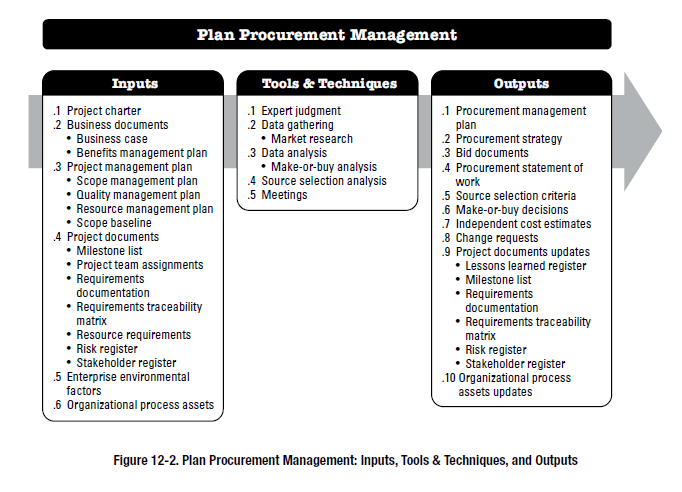 Plan Procurement Management
Inputs
.1 Project charter
.2 Business documents
• Business case
• Benefits management plan
.3 Project management plan
• Scope management plan
• Quality management plan
• Resource management plan
• Scope baseline
.4 Project documents
• Milestone list
• Project team assignments
• Requirements
documentation
• Requirements traceability
matrix
• Resource requirements
• Risk register
• Stakeholder register
.5 Enterprise environmental
factors
.6 Organizational process assets
Tools & Techniques
.1 Expert judgment
.2 Data gathering
• Market research
.3 Data analysis
• Make-or-buy analysis
.4 Source selection analysis
.5 Meetings
Outputs
.1 Procurement management
plan
.2 Procurement strategy
.3 Bid documents
.4 Procurement statement of
work
.5 Source selection criteria
.6 Make-or-buy decisions
.7 Independent cost estimates
.8 Change requests
.9 Project documents updates
• Lessons learned register
• Milestone list
• Requirements
documentation
• Requirements traceability
matrix
• Risk register
• Stakeholder register
.10 Organizational process
assets updates
Figure 12-2. Plan Procurement Management: Inputs, Tools & Techniques, and Outputs